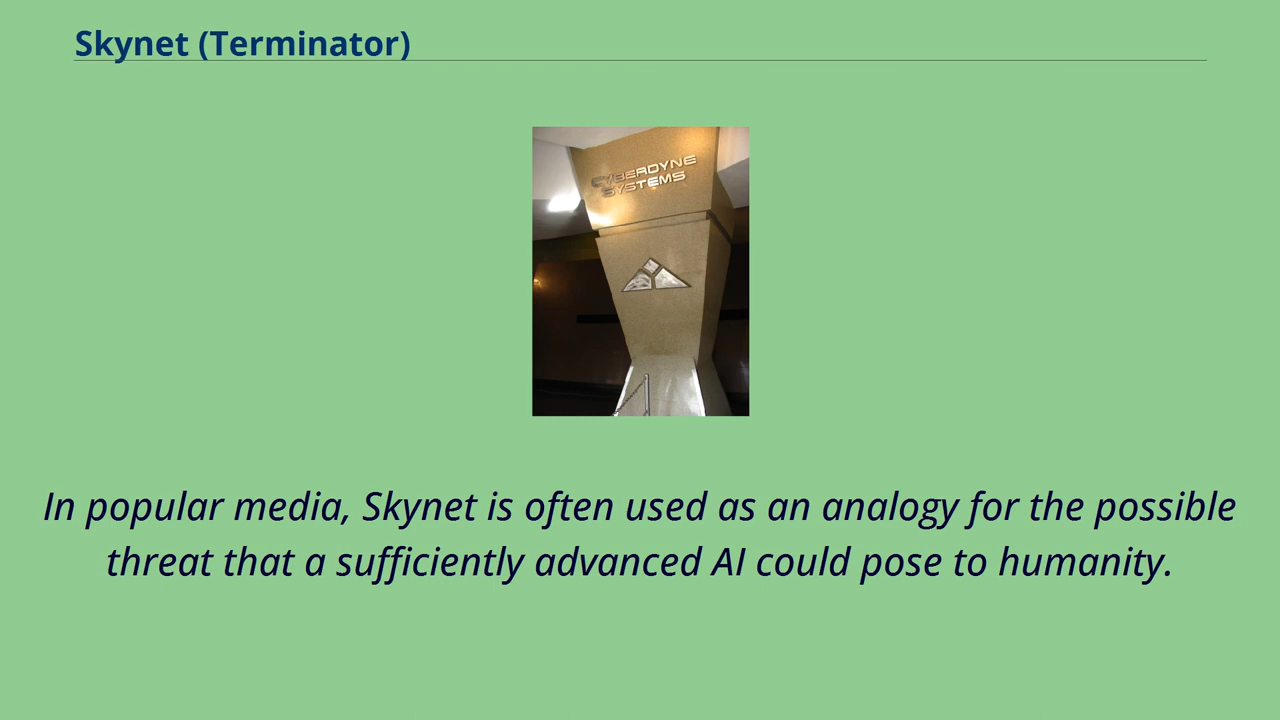 Skynet (Terminator)
CYBERDYNE
SYSTEMS
In popular media, Skynet is often used as an analogy for the possible
threat that a sufficiently advanced AI could pose to humanity.